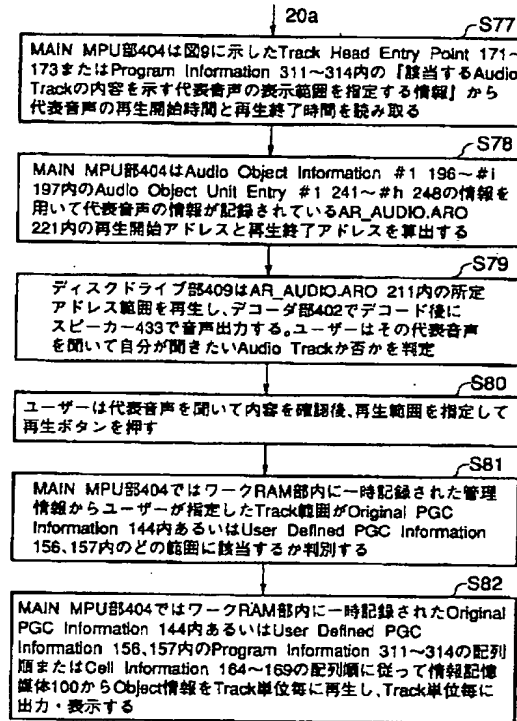 20a
S77
MAIN MPU部404は図9に示したTrack Head Entry Point 171~
173またはProgram Information 311~314内の『該当するAudio
Trackの内容を示す代表音声の表示範囲を指定する情報』から
代表音声の再生開始時間と再生終了時間を読み取る
S78
MAIN MPU部404はAudio Object Information #1 196~#i
197内のAudio Object Unit Entry #1 241~#h 248の情報を
用いて代表音声の情報が記録されているAR_AUDIO.ARO
221内の再生開始アドレスと再生終了アドレスを算出する
S79
ディスクドライブ部409はAR_AUDIO.ARO 211内の所定
アドレス範囲を再生し、デコーダ部402でデコード後に
スピーカー433で音声出力する。ユーザーはその代表音声
を聞いて自分が聞きたいAudio Trackか否かを判定
S80
ユーザーは代表音声を聞いて内容を確認後、再生範囲を指定して
再生ボタンを押す
S81
MAIN MPU部404ではワークRAM部内に一時記録された管理
情報からユーザーが指定したTrack範囲がOriginal PGC
Information 144内あるいはUser Defined PGC Information
156、157内のどの範囲に該当するか判別する
S82
MAIN MPU部404ではワークRAM部内に一時記録されたOriginal
PGC Information 144内あるいはUser Defined PGC
Information 156、157内のProgram Information 311~314の配列
順またはCell Information 164~169の配列順に従って情報記憶
媒体100からObject情報をTrack単位毎に再生し、Track単位毎に
出力・表示する